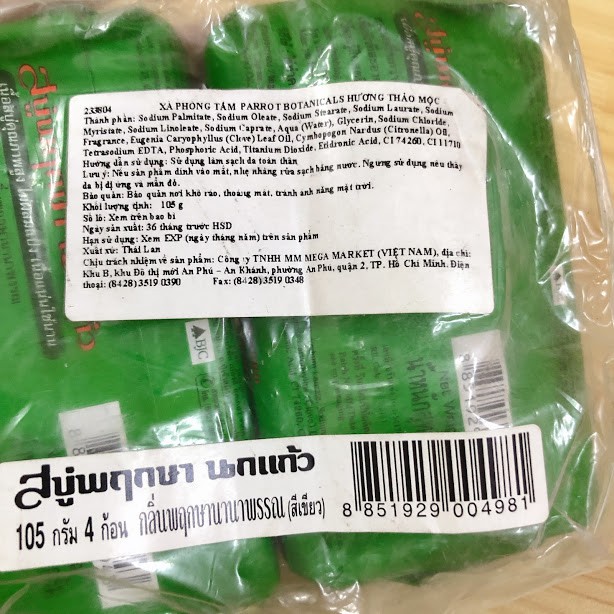 233804
XÀ PHÒNG TẮM PARROT BOTANICALS HƯƠNG THẢO MỘC
Thành phần: Sodium Palmitate, Sodium Oleate, Sodium Stearate, Sodium Laurate, Sodium
Myristate, Sodium Linoleate, Sodium Caprate, Aqua (Water), Glycerin, Sodium Chloride,
Fragrance, Eugenia Caryophyllus (Clove) Leaf Oil, Cymbopogon Nardus (Citronella) Oil,
Tetrasodium EDTA, Phosphoric Acid, Titanium Dioxide, Etidronic Acid, CI 74260, CI 11710
Hướng dẫn sử dụng: Sử dụng làm sạch da toàn thân
Lưu ý: Nếu sản phẩm dính vào mắt, nhẹ nhàng rửa sạch bằng nước. Ngưng sử dụng nếu thấy
da bị dị ứng và mẩn đỏ.
Bảo quản: Bảo quản nơi khô ráo, thoáng mát, tránh ánh nắng mặt trời.
Khối lượng tịnh: 105 g
Số lô: Xem trên bao bì
Ngày sản xuất: 36 tháng trước HSD
Hạn sử dụng: Xem EXP (ngày tháng năm) trên sản phẩm
Xuất xứ: Thái Lan
Chịu trách nhiệm về sản phẩm: Công ty TNHH MM MEGA MARKET (VIỆT NAM), địa chỉ:
Khu B, khu Đô thị mới An Phú – An Khánh, phường An Phú, quận 2, TP. Hồ Chí Minh. Điện
thoại: (8428)3519 0390 Fax: (8428)3519 0348
BJC
สบู่พฤกษา นกแก้ว
105 กรัม 4 ก้อน กลิ่นพฤกษานานาพรรณ (สีเขียว)
8 851929 004981